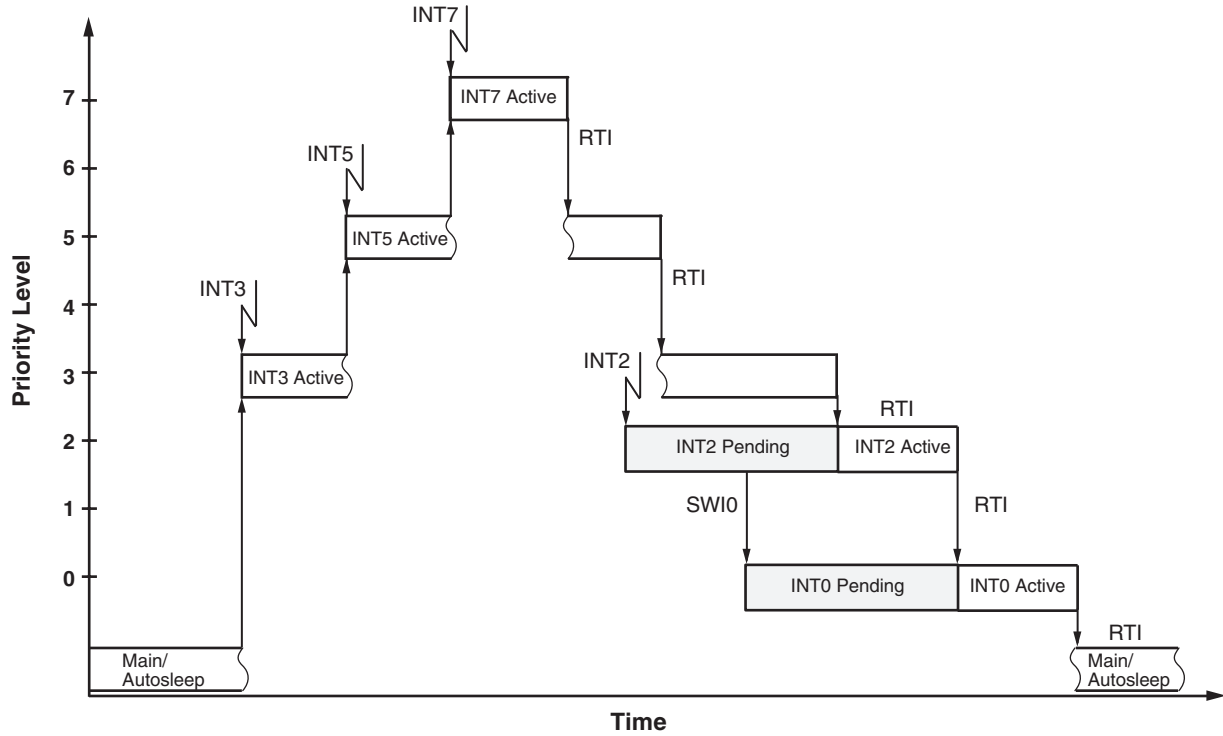 INT7
7
INT7 Active
RTI
INT5
6
5
INT5 Active
RTI
INT3
4
INT2
3
INT3 Active
RTI
2
INT2 Pending
INT2 Active
SWI0
RTI
1
0
INT0 Pending
INT0 Active
RTI
Main/
Autosleep
Main/
Autosleep
Priority Level
Time